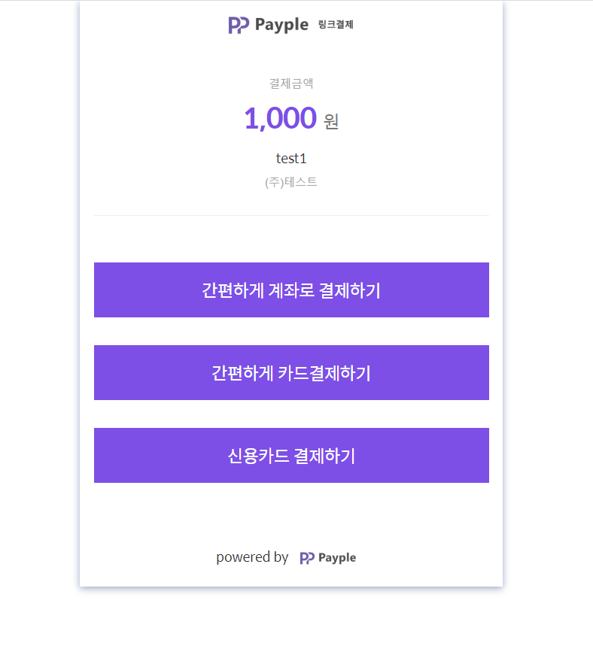 Payple 링크결제
결제금액
1,000 원
test1
(주)테스트
간편하게 계좌로 결제하기
간편하게 카드결제하기
신용카드 결제하기
powered by Payple